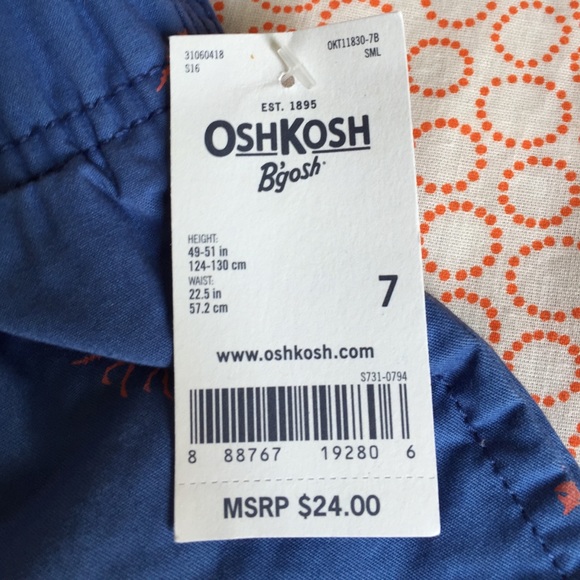 31060418
S16
OKT11830-7B
SML
EST. 1895
OSHKOSH
B'gosh
HEIGHT:
49-51 in
124-130 cm
WAIST:
22.5 in
57.2 cm
7
www.oshkosh.com
S731-0794
8 88767 19280 6
MSRP $24.00